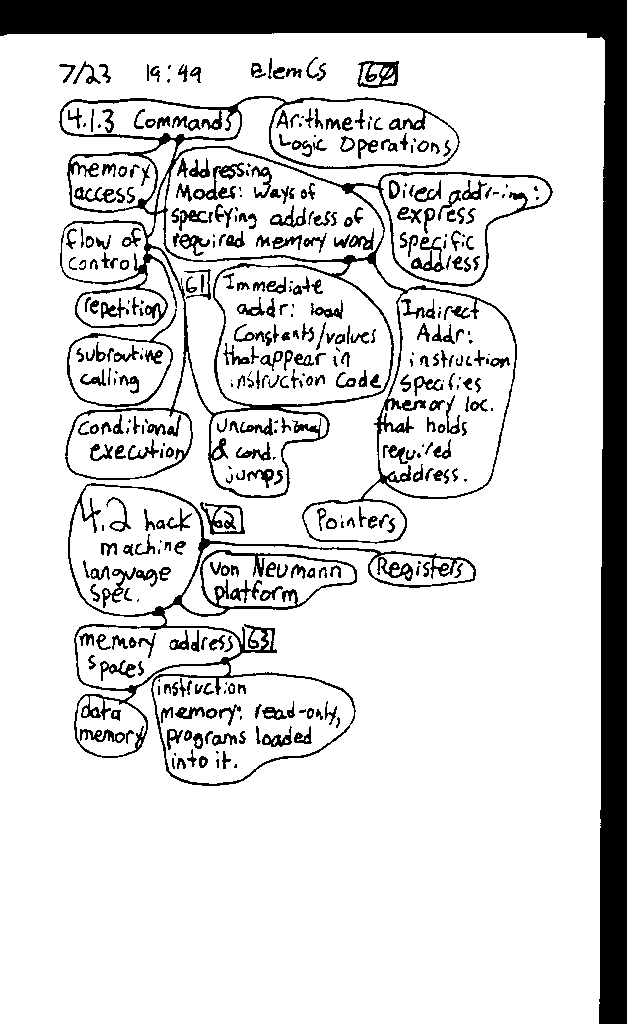 7/23 19:49 ElemCs 60
4.1.3 Commands
Arithmetic and
Logic Operations
memory
access
Addressing
Modes: Ways of
specifying address of
required memory word
Direct addr-ing:
express
specific
address
flow of
control
repetition
subroutine
calling
conditional
execution
61
Immediate
addr: load
Constants/values
that appear in
instruction Code
Indirect
Addr:
instruction
specifies
memory loc.
that holds
required
address.
unconditional
& cond.
jumps
Pointers
4.2 hack
machine
language
spec.
62
von Neumann
platform
Registers
memory address
spaces
63
data
memory
instruction
memory: read-only,
programs loaded
into it.